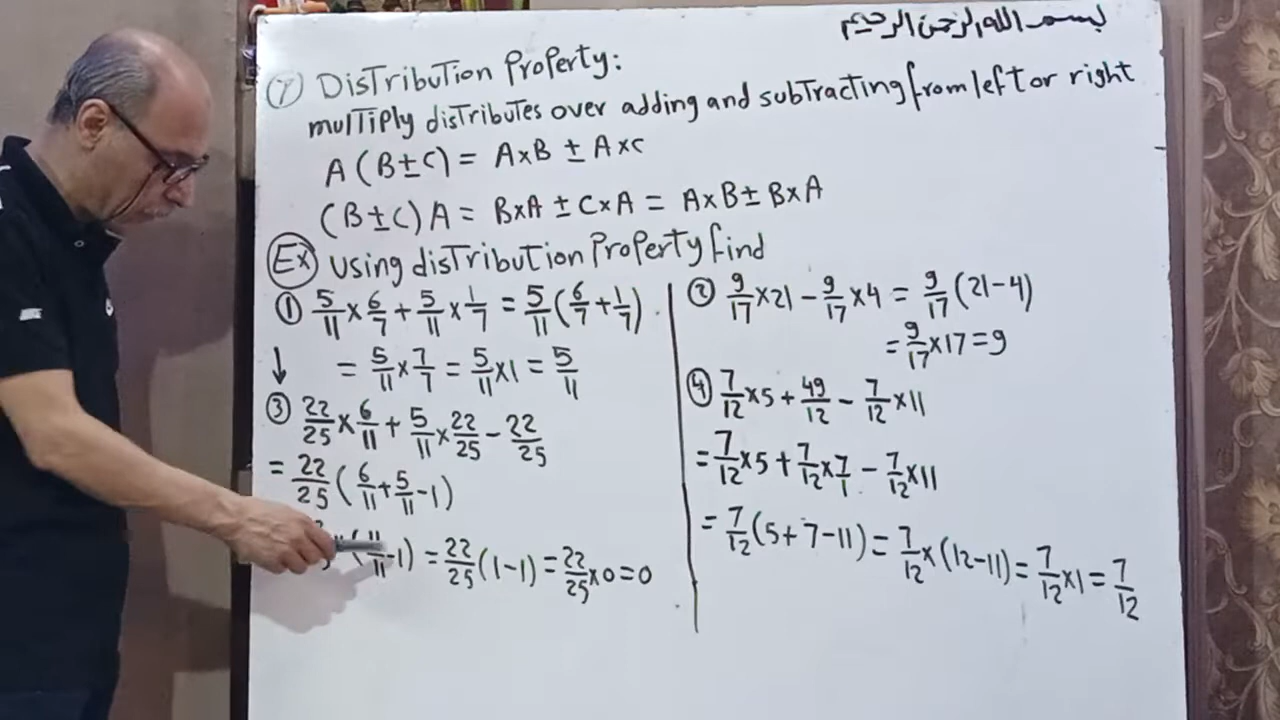 بسم الله الرحمن الرحيم
(7) Distribution Property:
multiply distributes over adding and subtracting from left or right
A (B±C) = A×B ± A×C
(B±C) A = B×A ± C×A = A×B ± B×A
(Ex) Using distribution Property find
(1) 5/11 × 6/7 + 5/11 × 1/7 = 5/11 (6/7 + 1/7)
= 5/11 × 7/7 = 5/11 × 1 = 5/11
(3) 22/25 × 6/11 + 5/11 × 22/25 − 22/25
= 22/25 (6/11 + 5/11 − 1)
(11/11 − 1) = 22/25 (1−1) = 22/25 × 0 = 0
(2) 9/17 × 21 − 9/17 × 4 = 9/17 (21−4)
= 9/17 × 17 = 9
(4) 7/12 × 5 + 49/12 − 7/12 × 11
= 7/12 × 5 + 7/12 × 7/1 − 7/12 × 11
= 7/12 (5 + 7 − 11) = 7/12 × (12−11) = 7/12 × 1 = 7/12